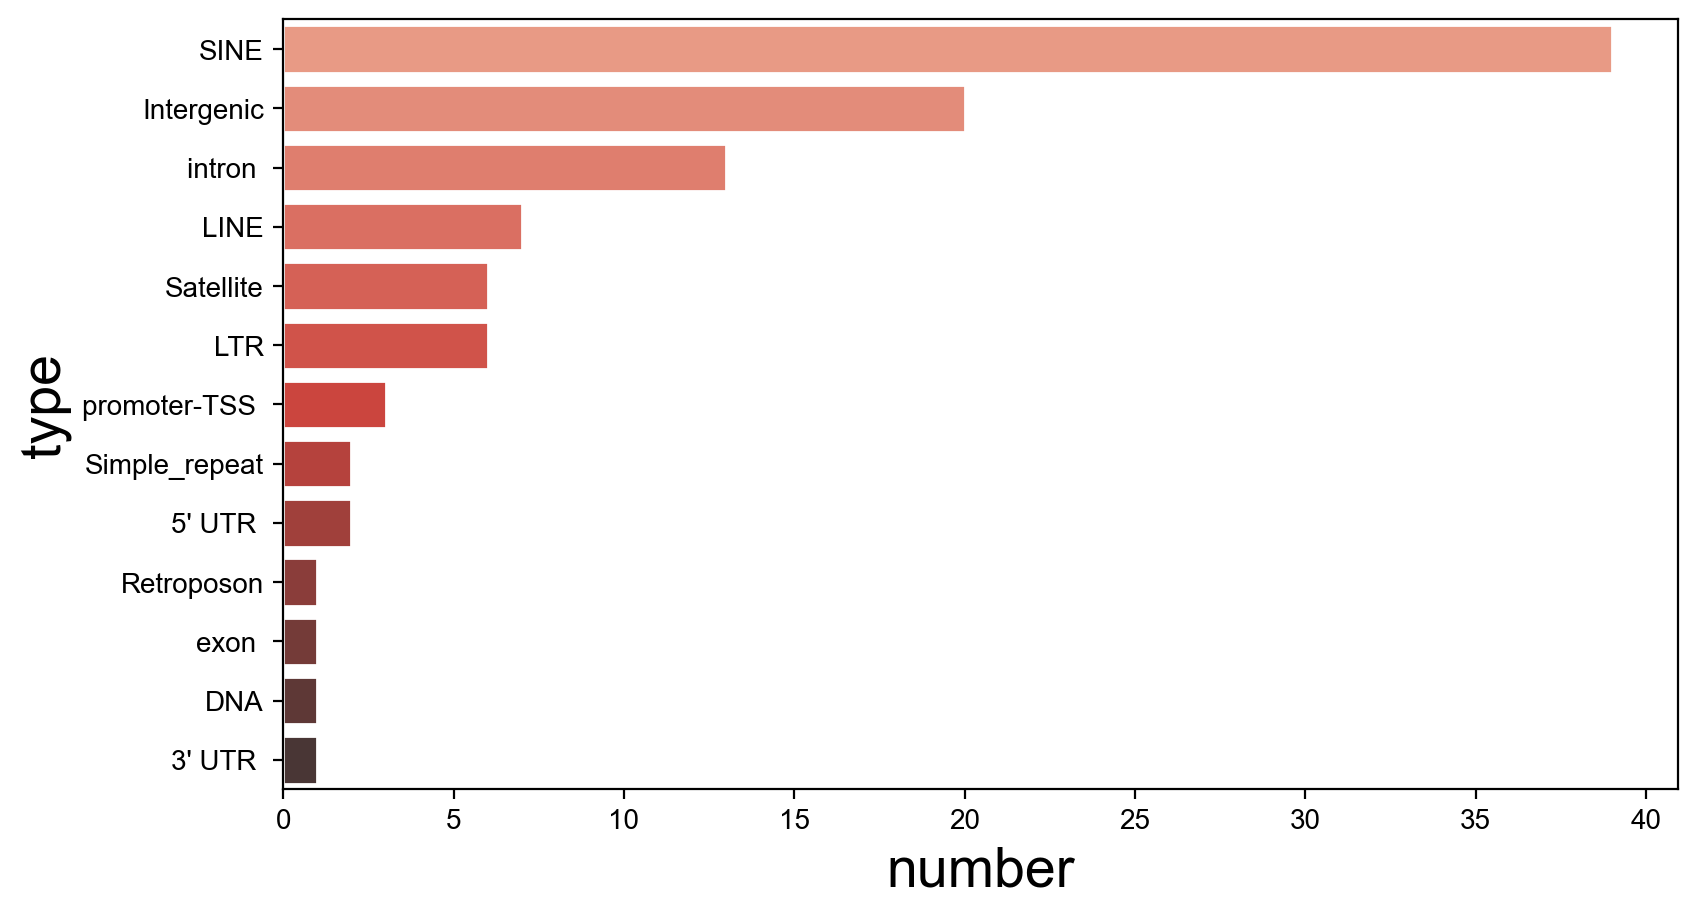 SINE
Intergenic
intron
LINE
Satellite
LTR
promoter-TSS
Simple_repeat
5' UTR
Retroposon
exon
DNA
3' UTR
type
0 5 10 15 20 25 30 35 40
number